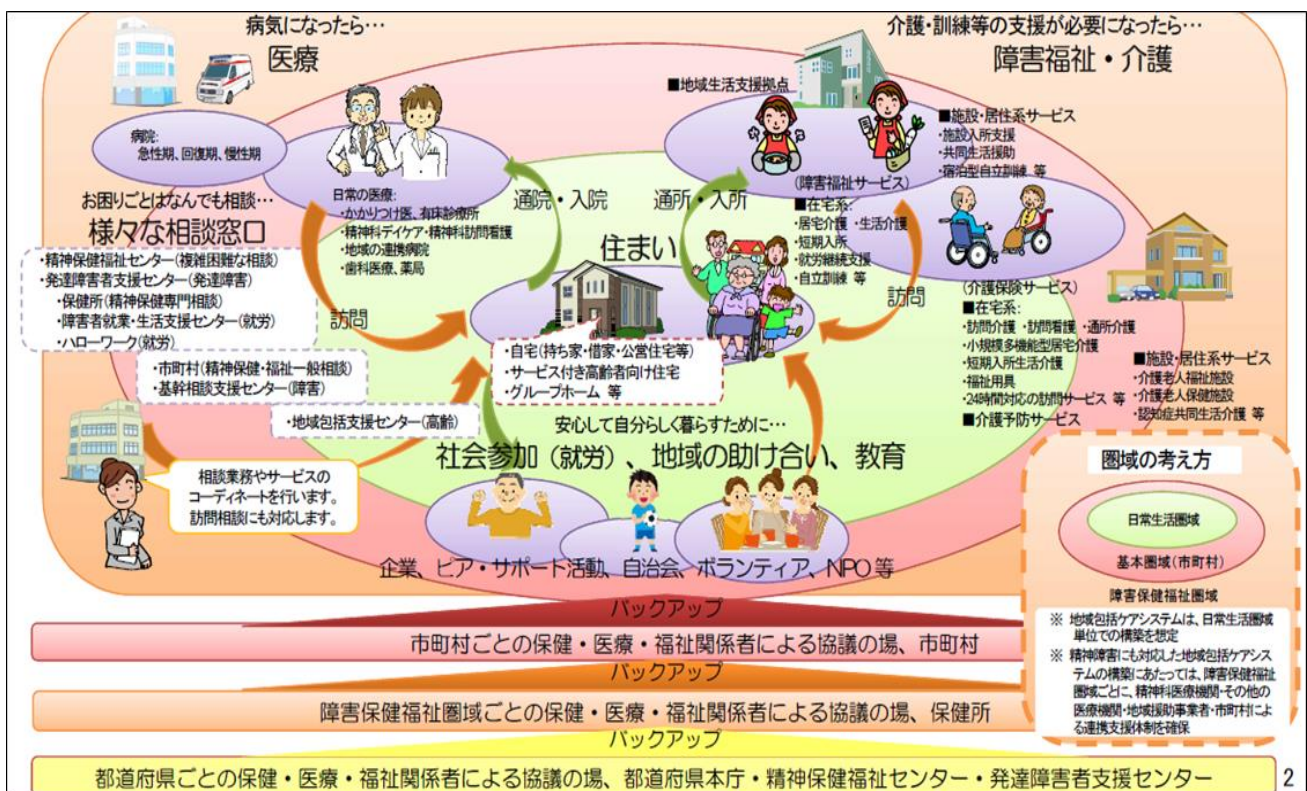 病気になったら…
医療
病院:
急性期、回復期、慢性期
日常の医療:
・かかりつけ医、有床診療所
・精神科デイケア・精神科訪問看護
・地域の連携病院
・歯科医療、薬局
お困りごとはなんでも相談…
様々な相談窓口
・精神保健福祉センター(複雑困難な相談)
・発達障害者支援センター(発達障害)
・保健所(精神保健専門相談)
・障害者就業・生活支援センター(就労)
・ハローワーク(就労)
・市町村(精神保健・福祉一般相談)
・基幹相談支援センター(障害)
・地域包括支援センター(高齢)
相談業務やサービスの
コーディネートを行います。
訪問相談にも対応します。
訪問
通院・入院
通所・入所
住まい
・自宅(持ち家・借家・公営住宅等)
・サービス付き高齢者向け住宅
・グループホーム 等
訪問
介護・訓練等の支援が必要になったら…
障害福祉・介護
■地域生活支援拠点
■施設・居住系サービス
・施設入所支援
・共同生活援助
・宿泊型自立訓練 等
(障害福祉サービス)
■在宅系:
・居宅介護 ・生活介護
・短期入所
・就労継続支援
・自立訓練 等
(介護保険サービス)
■在宅系:
・訪問介護 ・訪問看護 ・通所介護
・小規模多機能型居宅介護
・短期入所生活介護
・福祉用具
・24時間対応の訪問サービス 等
■介護予防サービス
■施設・居住系サービス
・介護老人福祉施設
・介護老人保健施設
・認知症共同生活介護 等
安心して自分らしく暮らすために…
社会参加(就労)、地域の助け合い、教育
企業、ピア・サポート活動、自治会、ボランティア、NPO等
圏域の考え方
日常生活圏域
基本圏域(市町村)
障害保健福祉圏域
※ 地域包括ケアシステムは、日常生活圏域
単位での構築を想定
※ 精神障害にも対応した地域包括ケアシス
テムの構築にあたっては、障害保健福祉
圏域ごとに、精神科医療機関・その他の
医療機関・地域援助事業者・市町村によ
る連携支援体制を確保
バックアップ
市町村ごとの保健・医療・福祉関係者による協議の場、市町村
バックアップ
障害保健福祉圏域ごとの保健・医療・福祉関係者による協議の場、保健所
バックアップ
都道府県ごとの保健・医療・福祉関係者による協議の場、都道府県本庁・精神保健福祉センター・発達障害者支援センター
2